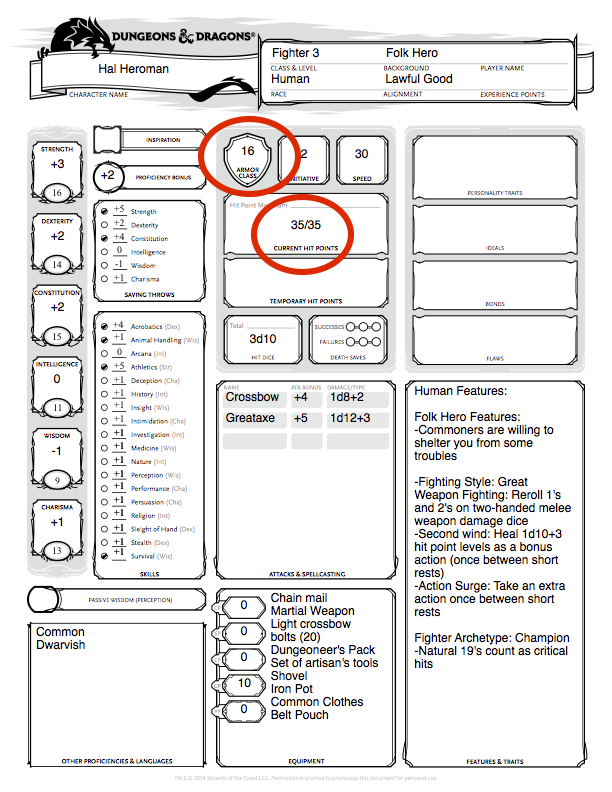 DUNGEONS & DRAGONS®
Hal Heroman
CHARACTER NAME
Fighter 3 Folk Hero
CLASS & LEVEL BACKGROUND PLAYER NAME
Human Lawful Good
RACE ALIGNMENT EXPERIENCE POINTS
STRENGTH
+3
16
DEXTERITY
+2
14
CONSTITUTION
+2
15
INTELLIGENCE
0
11
WISDOM
-1
9
CHARISMA
+1
13
INSPIRATION
+2 PROFICIENCY BONUS
+5 Strength
+2 Dexterity
+4 Constitution
0 Intelligence
-1 Wisdom
+1 Charisma
SAVING THROWS
+4 Acrobatics (Dex)
+1 Animal Handling (Wis)
0 Arcana (Int)
+5 Athletics (Str)
+1 Deception (Cha)
+1 History (Int)
+1 Insight (Wis)
+1 Intimidation (Cha)
+1 Investigation (Int)
+1 Medicine (Wis)
+1 Nature (Int)
+1 Perception (Wis)
+1 Performance (Cha)
+1 Persuasion (Cha)
+1 Religion (Int)
+1 Sleight of Hand (Dex)
+1 Stealth (Dex)
+1 Survival (Wis)
SKILLS
PASSIVE WISDOM (PERCEPTION)
Common
Dwarvish
OTHER PROFICIENCIES & LANGUAGES
16
ARMOR
CLASS
2
INITIATIVE
30
SPEED
Hit Point
35/35
CURRENT HIT POINTS
TEMPORARY HIT POINTS
Total
3d10
HIT DICE
SUCCESSES
FAILURES
DEATH SAVES
NAME ATK BONUS DAMAGE/TYPE
Crossbow +4 1d8+2
Greataxe +5 1d12+3
ATTACKS & SPELLCASTING
CP 0
SP 0
EP 0
GP 10
PP 0
Chain mail
Martial Weapon
Light crossbow
bolts (20)
Dungeoneer's Pack
Set of artisan's tools
Shovel
Iron Pot
Common Clothes
Belt Pouch
EQUIPMENT
PERSONALITY TRAITS
IDEALS
BONDS
FLAWS
Human Features:
Folk Hero Features:
-Commoners are willing to
shelter you from some
troubles
-Fighting Style: Great
Weapon Fighting: Reroll 1's
and 2's on two-handed melee
weapon damage dice
-Second wind: Heal 1d10+3
hit point levels as a bonus
action (once between short
rests)
-Action Surge: Take an extra
action once between short
rests
Fighter Archetype: Champion
-Natural 19's count as critical
hits
FEATURES & TRAITS
TM & © 2014 Wizards of the Coast LLC. Permission is granted to photocopy this document for personal use.